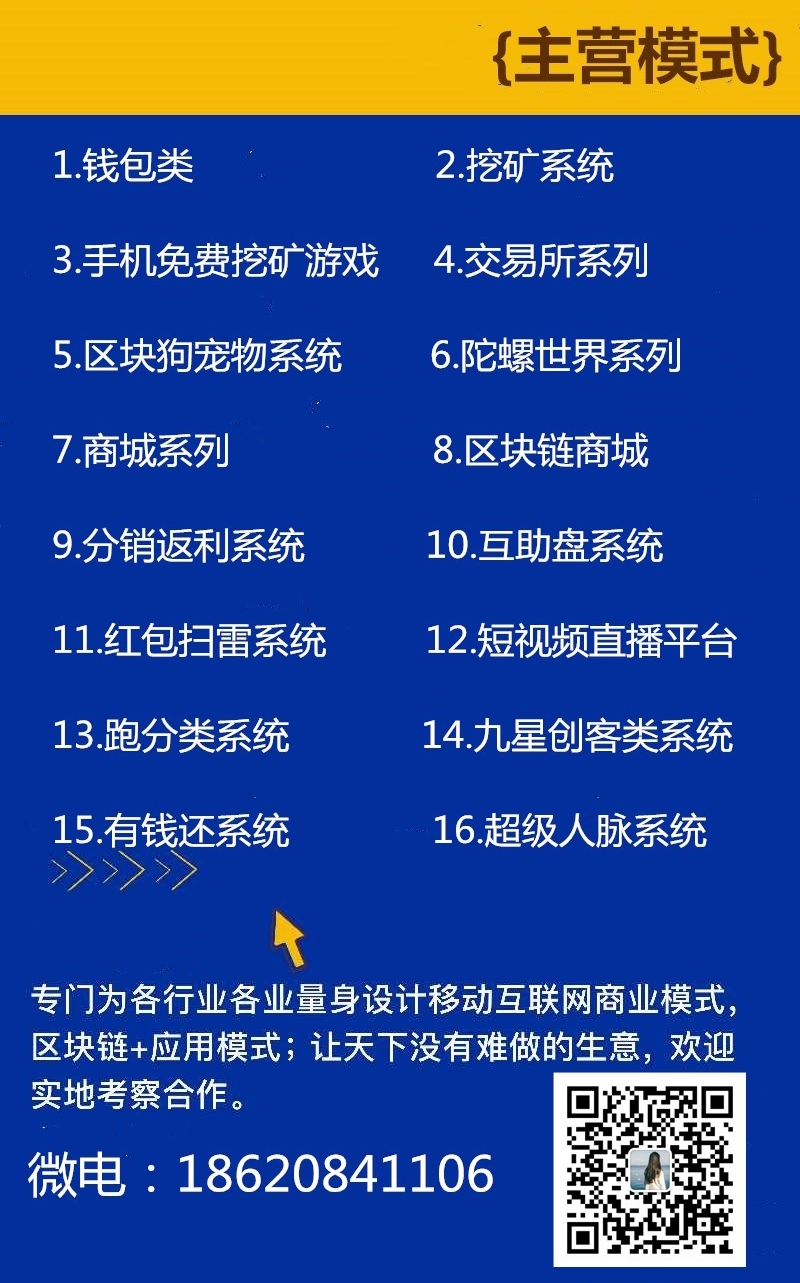 {主营模式}
1.钱包类
2.挖矿系统
3.手机免费挖矿游戏
4.交易所系列
5.区块狗宠物系统
6.陀螺世界系列
7.商城系列
8.区块链商城
9.分销返利系统
10.互助盘系统
11.红包扫雷系统
12.短视频直播平台
13.跑分类系统
14.九星创客类系统
15.有钱还系统
16.超级人脉系统
专门为各行业各业量身设计移动互联网商业模式，
区块链+应用模式；让天下没有难做的生意，欢迎
实地考察合作。
微电：18620841106